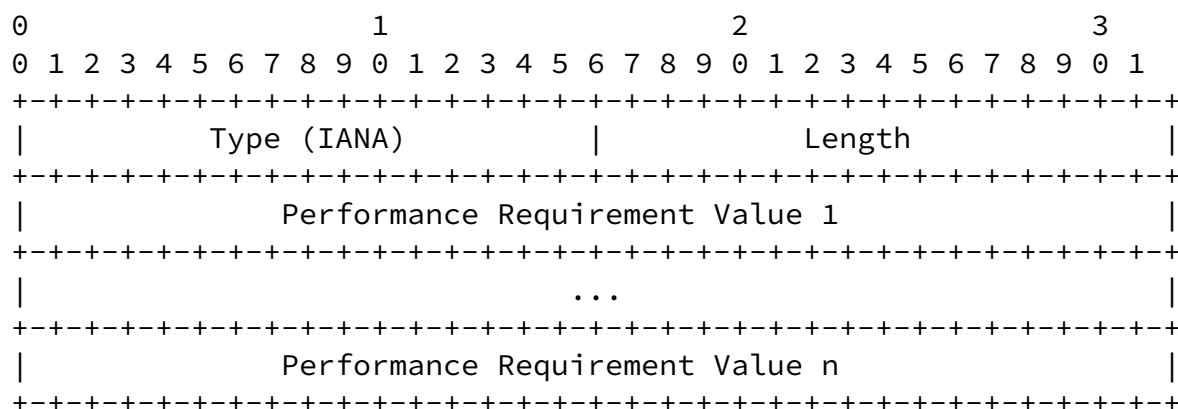 0                   1                   2                   3
0 1 2 3 4 5 6 7 8 9 0 1 2 3 4 5 6 7 8 9 0 1 2 3 4 5 6 7 8 9 0 1
+-+-+-+-+-+-+-+-+-+-+-+-+-+-+-+-+-+-+-+-+-+-+-+-+-+-+-+-+-+-+-+-+
|          Type (IANA)          |           Length              |
+-+-+-+-+-+-+-+-+-+-+-+-+-+-+-+-+-+-+-+-+-+-+-+-+-+-+-+-+-+-+-+-+
|              Performance Requirement Value 1                  |
+-+-+-+-+-+-+-+-+-+-+-+-+-+-+-+-+-+-+-+-+-+-+-+-+-+-+-+-+-+-+-+-+
|                              ...                              |
+-+-+-+-+-+-+-+-+-+-+-+-+-+-+-+-+-+-+-+-+-+-+-+-+-+-+-+-+-+-+-+-+
|              Performance Requirement Value n                  |
+-+-+-+-+-+-+-+-+-+-+-+-+-+-+-+-+-+-+-+-+-+-+-+-+-+-+-+-+-+-+-+-+